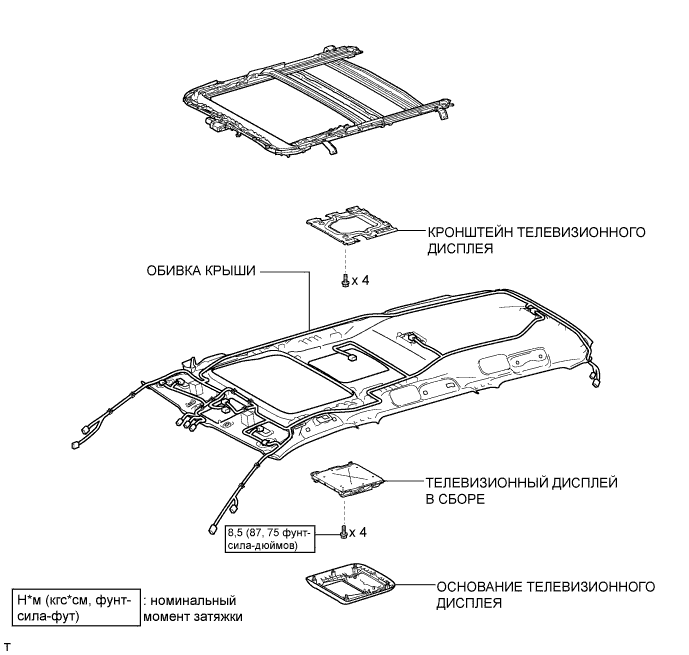 КРОНШТЕЙН ТЕЛЕВИЗИОННОГО
ДИСПЛЕЯ
ОБИВКА КРЫШИ
x 4
ТЕЛЕВИЗИОННЫЙ ДИСПЛЕЙ
В СБОРЕ
8,5 (87, 75 фунт-
сила-дюймов)
x 4
ОСНОВАНИЕ ТЕЛЕВИЗИОННОГО
ДИСПЛЕЯ
Н*м (кгс*см, фунт-
сила-фут)
: номинальный
момент затяжки
T